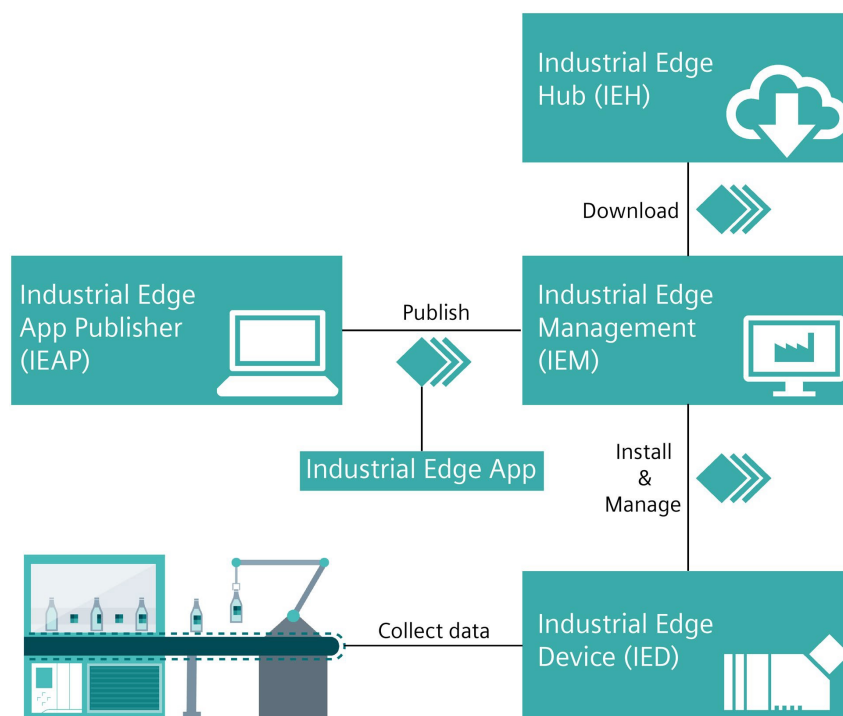 Industrial Edge
Hub (IEH)
Download
Industrial Edge
App Publisher
(IEAP)
Publish
Industrial Edge
Management
(IEM)
Industrial Edge App
Install
&
Manage
Collect data
Industrial Edge
Device (IED)